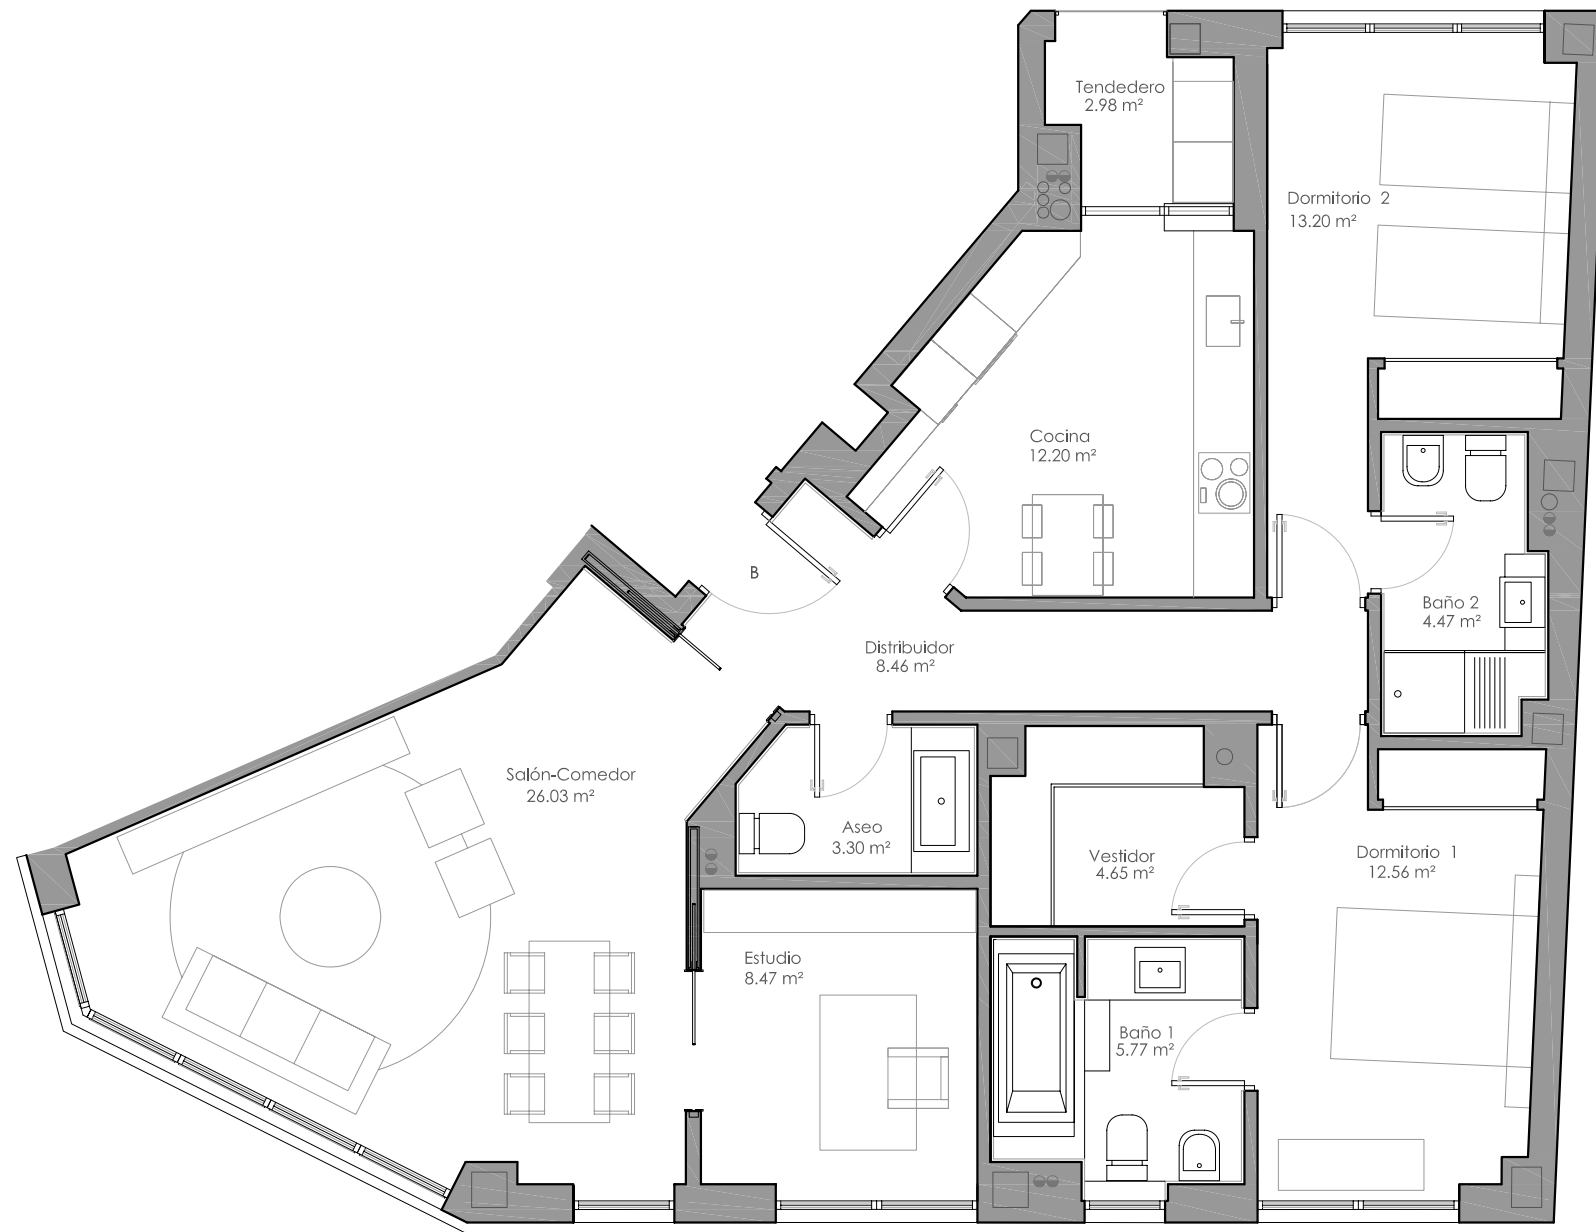 Tendedero
2.98 m²
Dormitorio 2
13.20 m²
Cocina
12.20 m²
B
Baño 2
4.47 m²
Distribuidor
8.46 m²
Salón-Comedor
26.03 m²
Aseo
3.30 m²
Vestidor
4.65 m²
Dormitorio 1
12.56 m²
Estudio
8.47 m²
Baño 1
5.77 m²